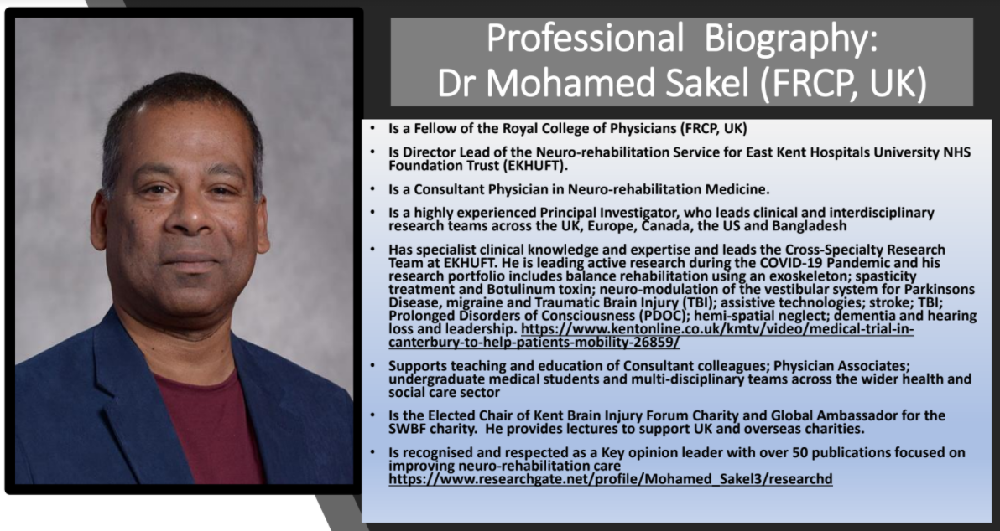 Professional Biography:
Dr Mohamed Sakel (FRCP, UK)
• Is a Fellow of the Royal College of Physicians (FRCP, UK)
• Is Director Lead of the Neuro-rehabilitation Service for East Kent Hospitals University NHS
Foundation Trust (EKHUFT).
• Is a Consultant Physician in Neuro-rehabilitation Medicine.
• Is a highly experienced Principal Investigator, who leads clinical and interdisciplinary
research teams across the UK, Europe, Canada, the US and Bangladesh
• Has specialist clinical knowledge and expertise and leads the Cross-Specialty Research
Team at EKHUFT. He is leading active research during the COVID-19 Pandemic and his
research portfolio includes balance rehabilitation using an exoskeleton; spasticity
treatment and Botulinum toxin; neuro-modulation of the vestibular system for Parkinsons
Disease, migraine and Traumatic Brain Injury (TBI); assistive technologies; stroke; TBI;
Prolonged Disorders of Consciousness (PDOC); hemi-spatial neglect; dementia and hearing
loss and leadership. https://www.kentonline.co.uk/kmtv/video/medical-trial-in-
canterbury-to-help-patients-mobility-26859/
• Supports teaching and education of Consultant colleagues; Physician Associates;
undergraduate medical students and multi-disciplinary teams across the wider health and
social care sector
• Is the Elected Chair of Kent Brain Injury Forum Charity and Global Ambassador for the
SWBF charity. He provides lectures to support UK and overseas charities.
• Is recognised and respected as a Key opinion leader with over 50 publications focused on
improving neuro-rehabilitation care
https://www.researchgate.net/profile/Mohamed_Sakel3/researchd